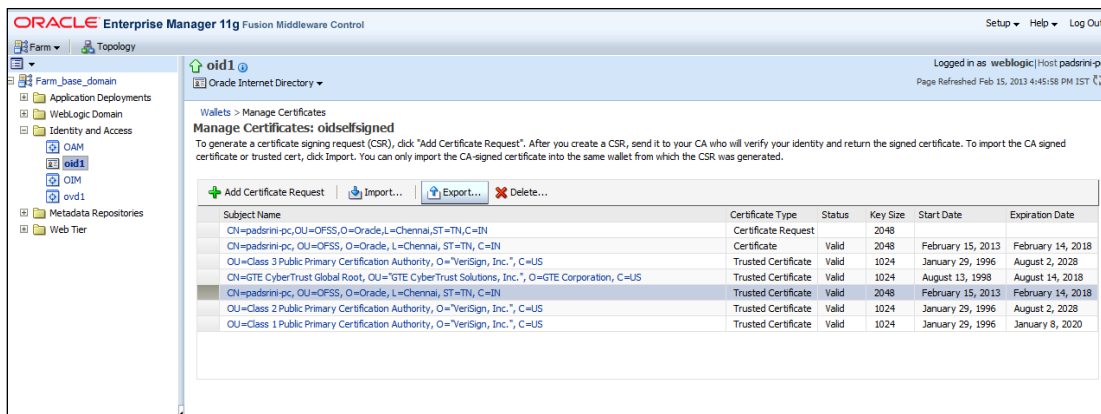 ORACLE Enterprise Manager 11g Fusion Middleware Control
Setup Help Log Out
Farm Topology
Farm_base_domain
Application Deployments
WebLogic Domain
Identity and Access
OAM
oid1
OIM
ovd1
Metadata Repositories
Web Tier
oid1
Oracle Internet Directory
Logged in as weblogic|Host padsrini-p
Page Refreshed Feb 15, 2013 4:45:58 PM IST
Wallets > Manage Certificates
Manage Certificates: oidselfsigned
To generate a certificate signing request (CSR), click "Add Certificate Request". After you create a CSR, send it to your CA who will verify your identity and return the signed certificate. To import the CA signed
certificate or trusted cert, click Import. You can only import the CA-signed certificate into the same wallet from which the CSR was generated.
Add Certificate Request Import... Export... Delete...
Subject Name Certificate Type Status Key Size Start Date Expiration Date
CN=padsrini-pc,OU=OFSS,O=Oracle,L=Chennai,ST=TN,C=IN Certificate Request 2048
CN=padsrini-pc, OU=OFSS, O=Oracle, L=Chennai, ST=TN, C=IN Certificate Valid 2048 February 15, 2013 February 14, 2018
OU=Class 3 Public Primary Certification Authority, O="VeriSign, Inc.", C=US Trusted Certificate Valid 1024 January 29, 1996 August 2, 2028
CN=GTE CyberTrust Global Root, OU="GTE CyberTrust Solutions, Inc.", O=GTE Corporation, C=US Trusted Certificate Valid 1024 August 13, 1998 August 14, 2018
CN=padsrini-pc, OU=OFSS, O=Oracle, L=Chennai, ST=TN, C=IN Trusted Certificate Valid 2048 February 15, 2013 February 14, 2018
OU=Class 2 Public Primary Certification Authority, O="VeriSign, Inc.", C=US Trusted Certificate Valid 1024 January 29, 1996 August 2, 2028
OU=Class 1 Public Primary Certification Authority, O="VeriSign, Inc.", C=US Trusted Certificate Valid 1024 January 29, 1996 January 8, 2020